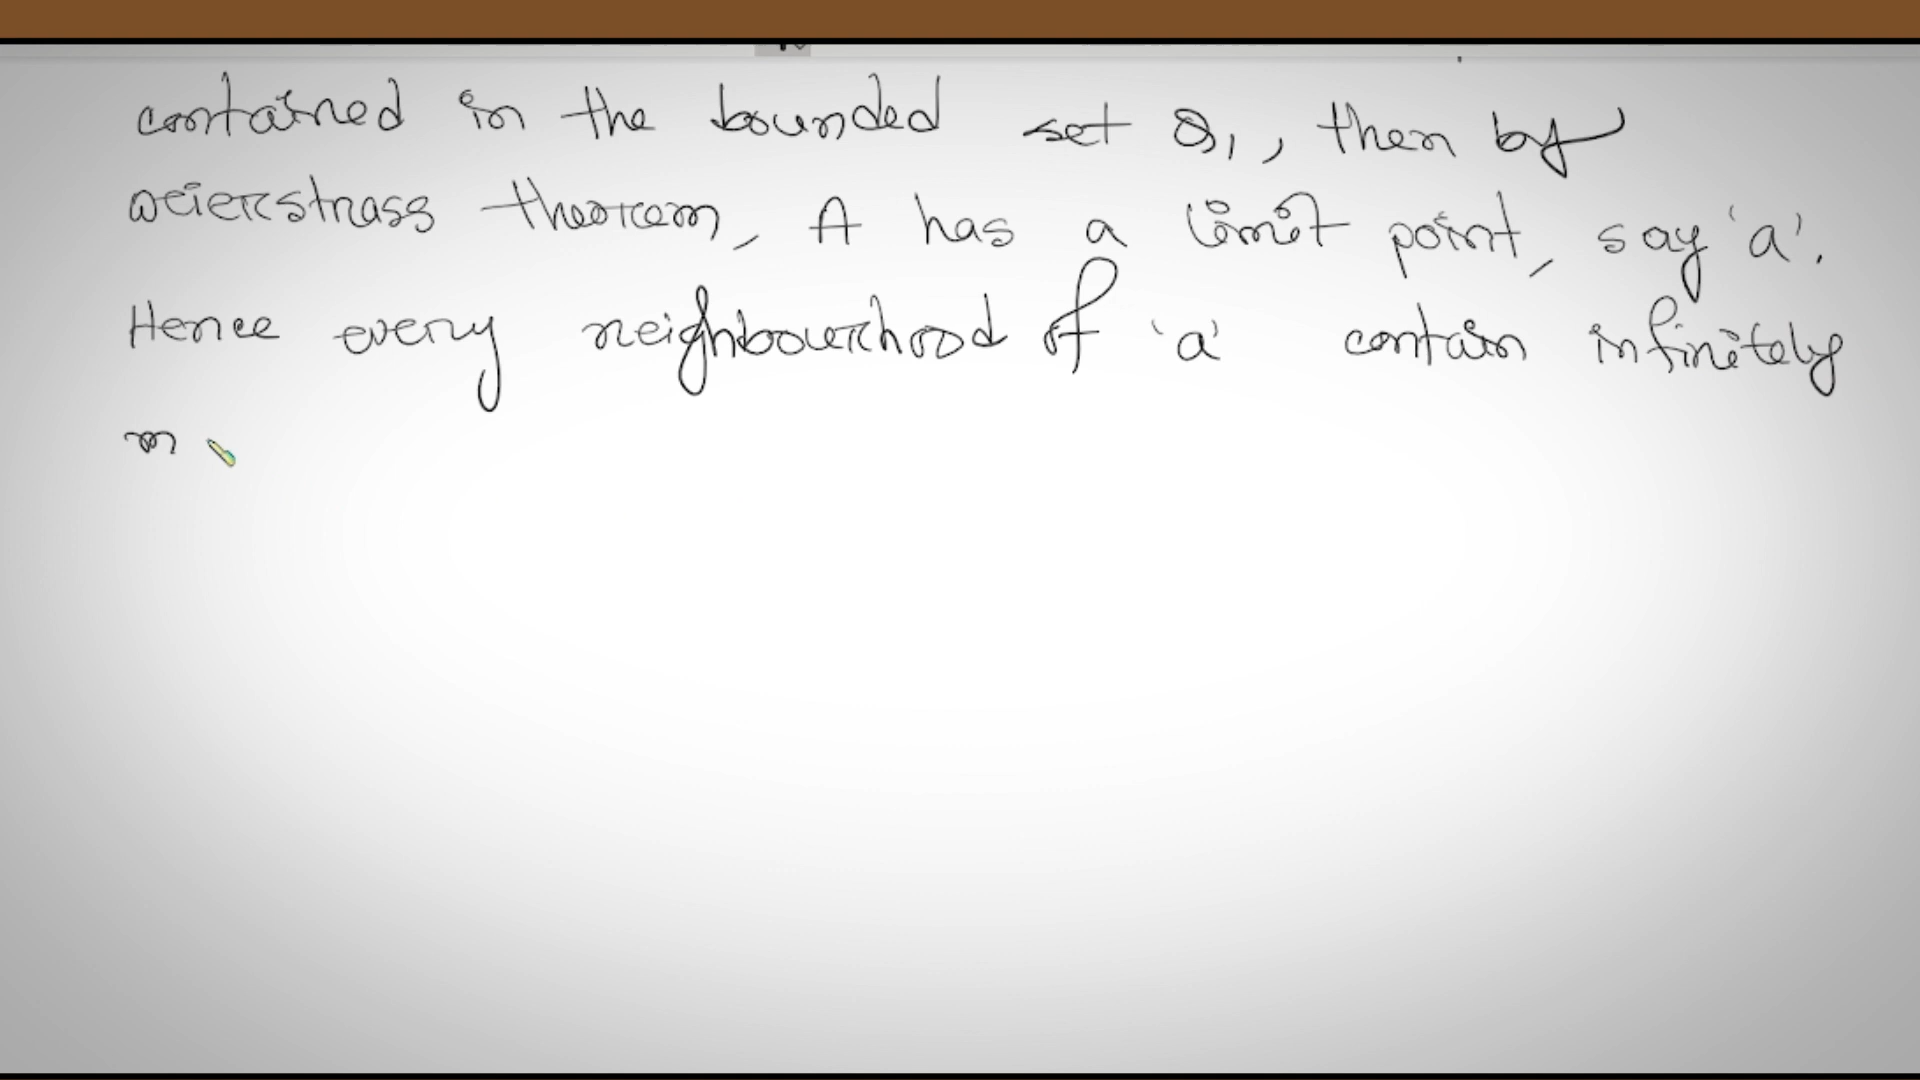 contained in the bounded set Q₁, then by
weierstrass theorem, A has a limit point, say 'a'.
Hence every neighbourhood of 'a' contain infinitely
m